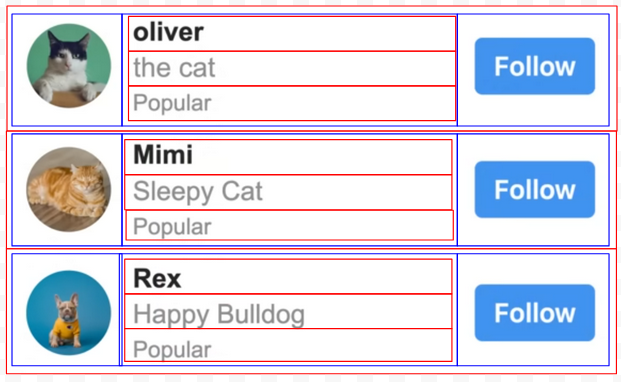 oliver
the cat
Popular
Follow
Mimi
Sleepy Cat
Popular
Follow
Rex
Happy Bulldog
Popular
Follow